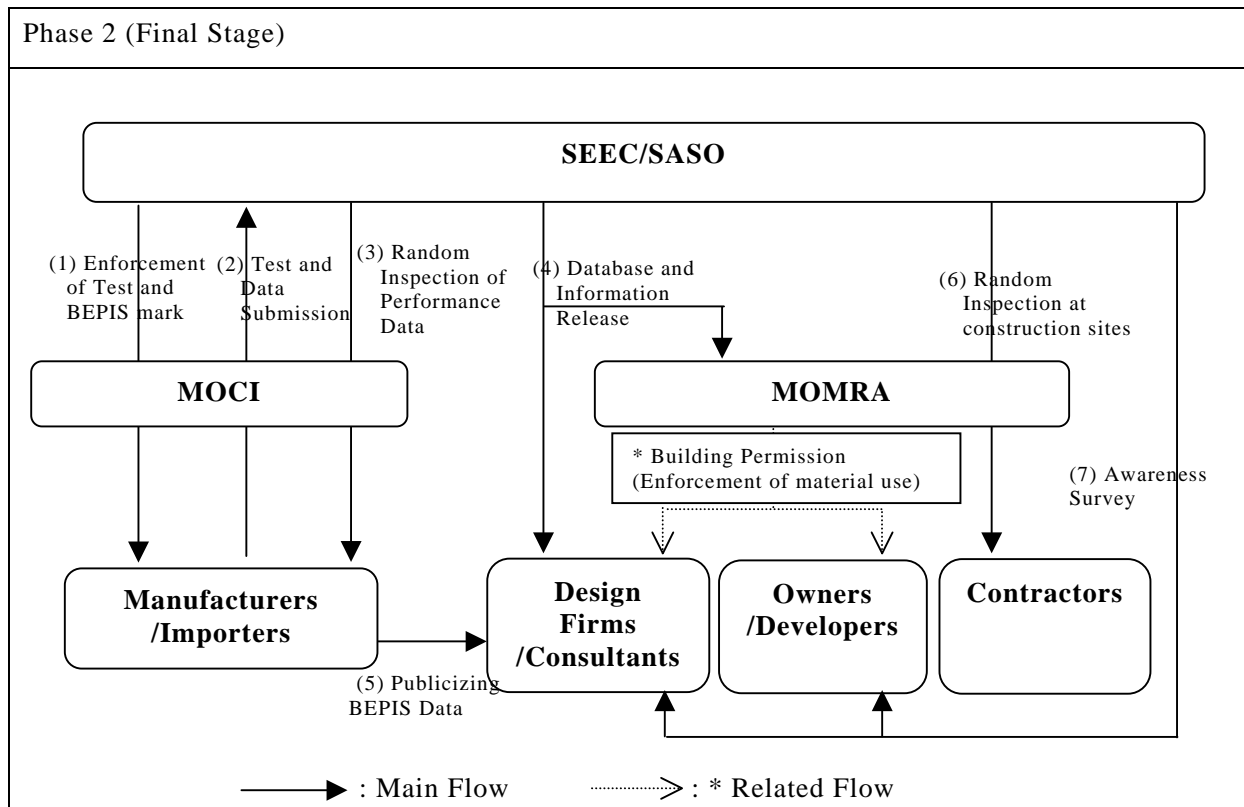 Phase 2 (Final Stage)
SEEC/SASO
(1) Enforcement
of Test and
BEPIS mark
(2) Test and
Data
Submission
(3) Random
Inspection of
Performance
Data
(4) Database and
Information
Release
(6) Random
Inspection at
construction sites
MOCI
MOMRA
* Building Permission
(Enforcement of material use)
(7) Awareness
Survey
Manufacturers
/Importers
Design
Firms
/Consultants
Owners
/Developers
Contractors
(5) Publicizing
BEPIS Data
: Main Flow
: * Related Flow